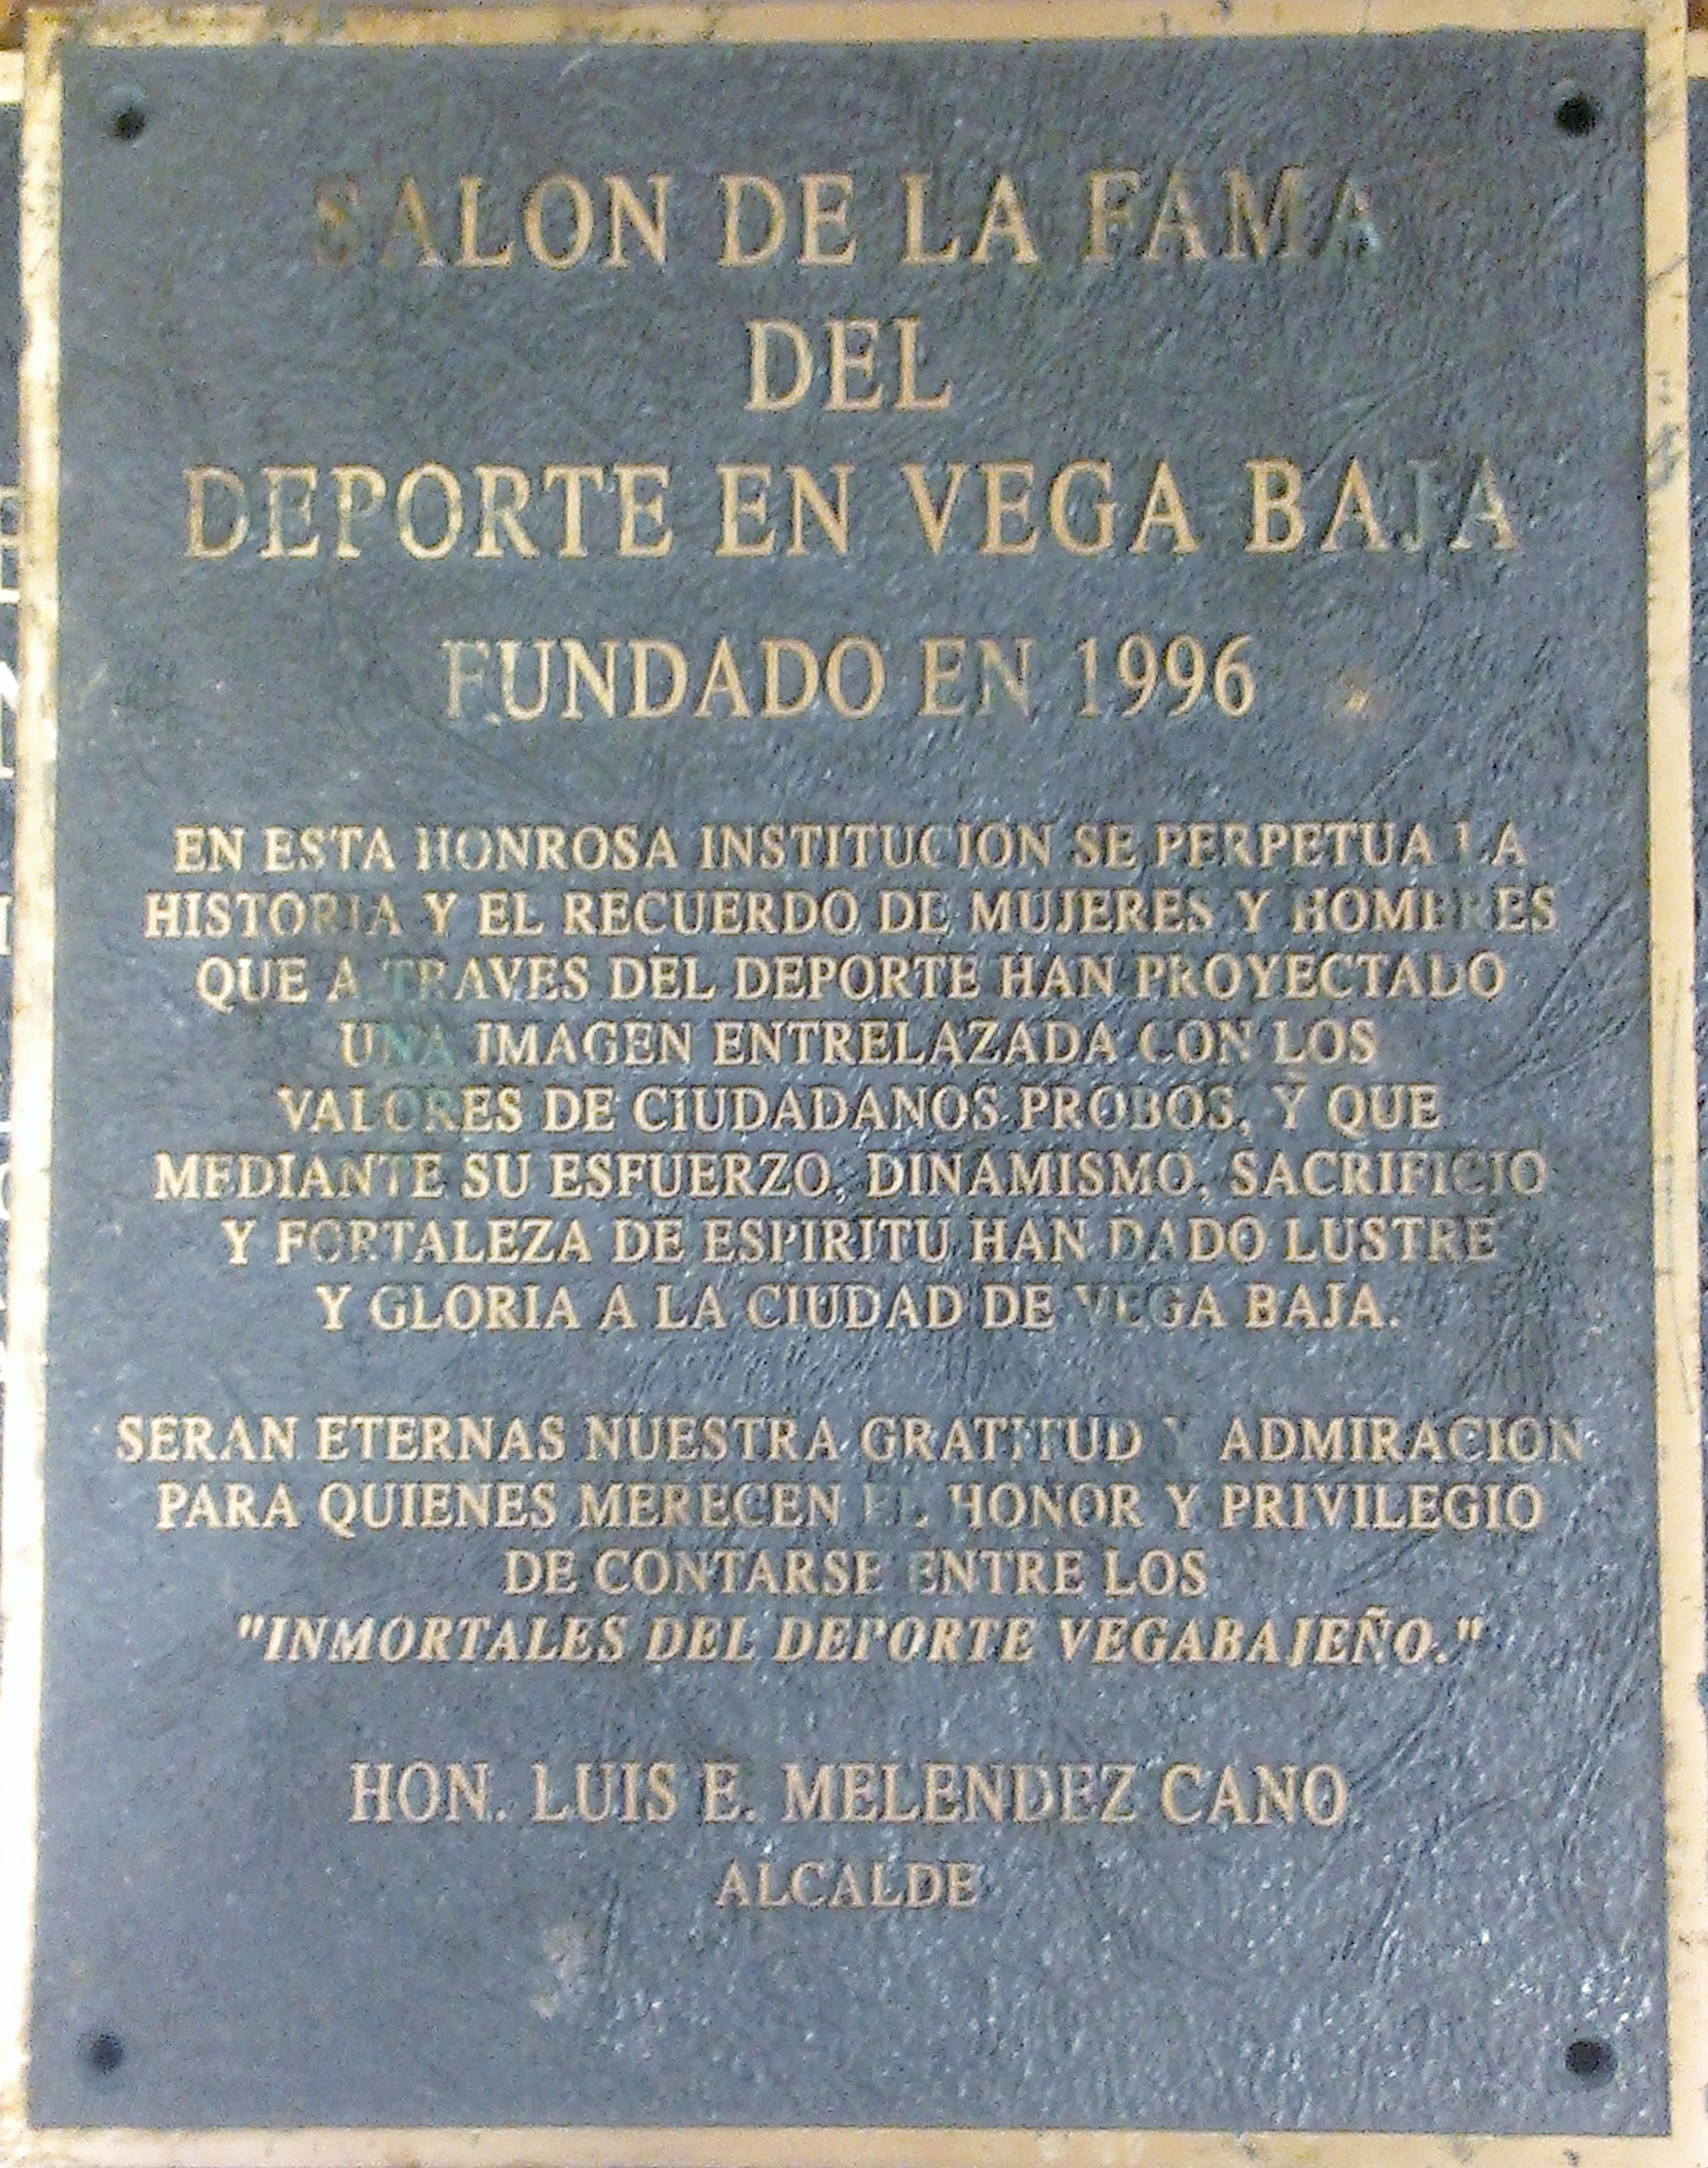 SALON DE LA FAMA
DEL
DEPORTE EN VEGA BAJA
FUNDADO EN 1996
EN ESTA HONROSA INSTITUCION SE PERPETUA LA
HISTORIA Y EL RECUERDO DE MUJERES Y HOMBRES
QUE A TRAVES DEL DEPORTE HAN PROYECTADO
UNA IMAGEN ENTRELAZADA CON LOS
VALORES DE CIUDADANOS PROBOS, Y QUE
MEDIANTE SU ESFUERZO, DINAMISMO, SACRIFICIO
Y FORTALEZA DE ESPIRITU HAN DADO LUSTRE
Y GLORIA A LA CIUDAD DE VEGA BAJA.
SERAN ETERNAS NUESTRA GRATITUD Y ADMIRACION
PARA QUIENES MERECEN EL HONOR Y PRIVILEGIO
DE CONTARSE ENTRE LOS
"INMORTALES DEL DEPORTE VEGABAJEÑO."
HON. LUIS E. MELENDEZ CANO
ALCALDE